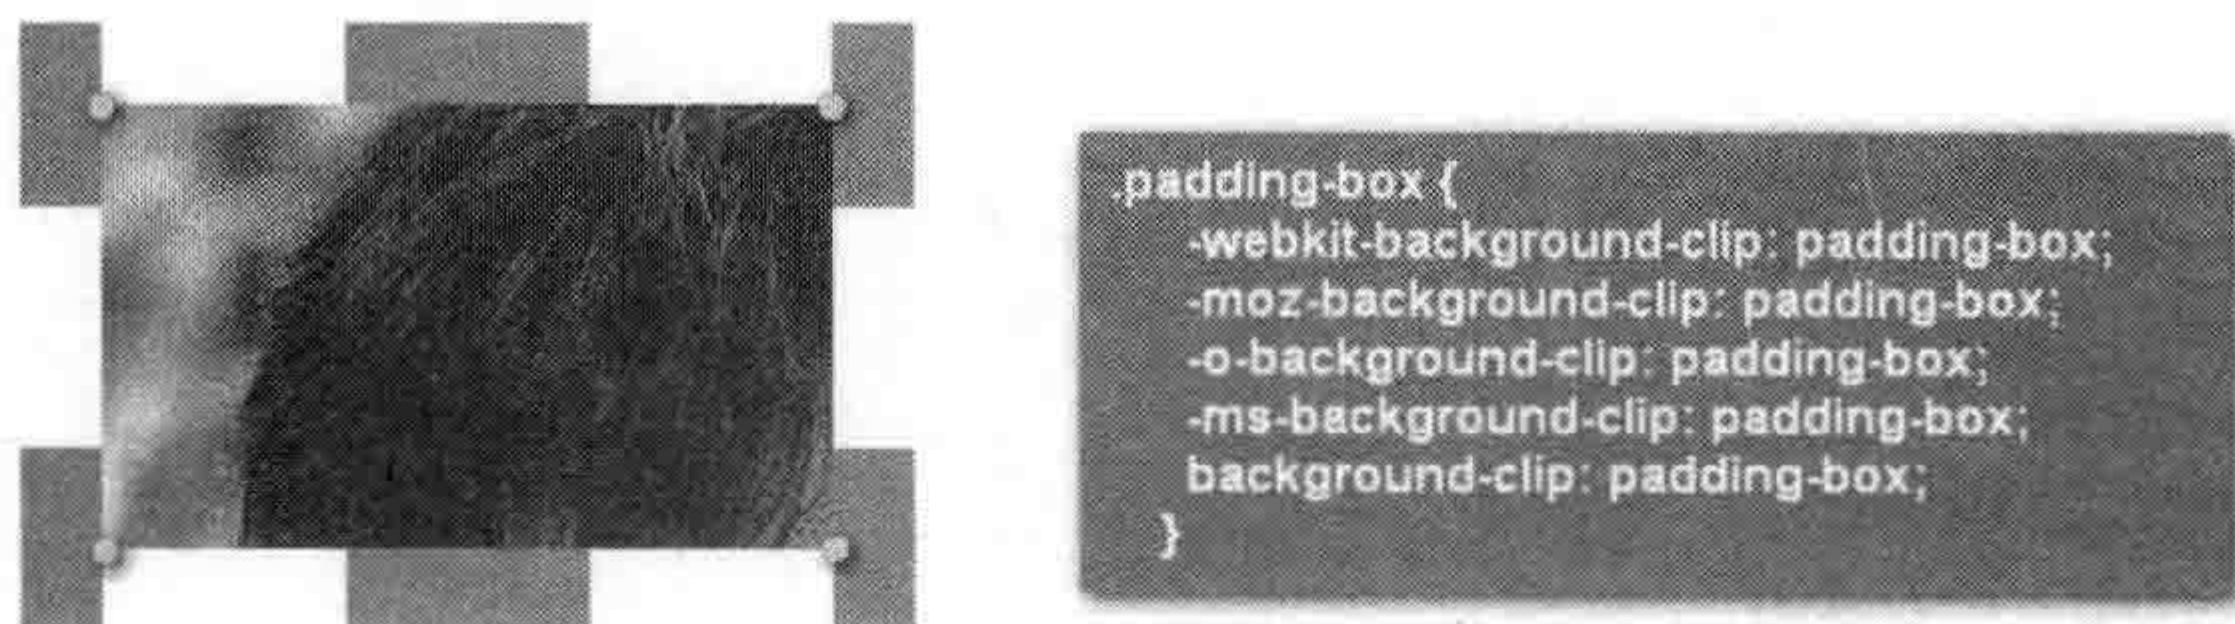 .padding-box {
-webkit-background-clip: padding-box;
-moz-background-clip: padding-box;
-o-background-clip: padding-box;
-ms-background-clip: padding-box;
background-clip: padding-box;
}